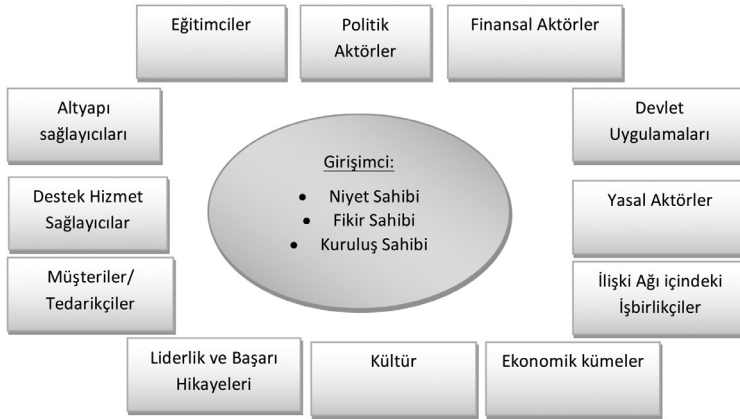 Eğitimciler
Politik
Aktörler
Finansal Aktörler
Altyapı
sağlayıcıları
Devlet
Uygulamaları
Girişimci:
• Niyet Sahibi
• Fikir Sahibi
• Kuruluş Sahibi
Destek Hizmet
Sağlayıcılar
Yasal Aktörler
Müşteriler/
Tedarikçiler
İlişki Ağı içindeki
İşbirlikçiler
Liderlik ve Başarı
Hikayeleri
Kültür
Ekonomik kümeler